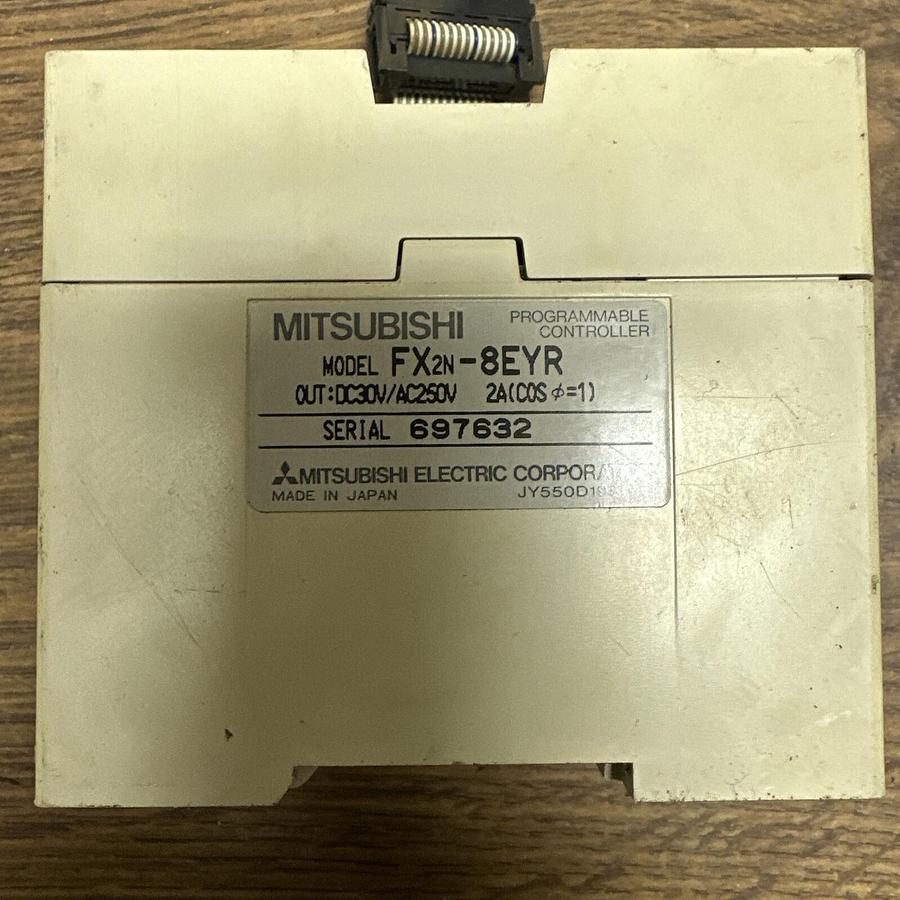 MITSUBISHI
PROGRAMMABLE
CONTROLLER
MODEL FX2N-8EYR
OUT:DC30V/AC250V 2A(COS φ=1)
SERIAL 697632
MITSUBISHI ELECTRIC
MADE IN JAPAN